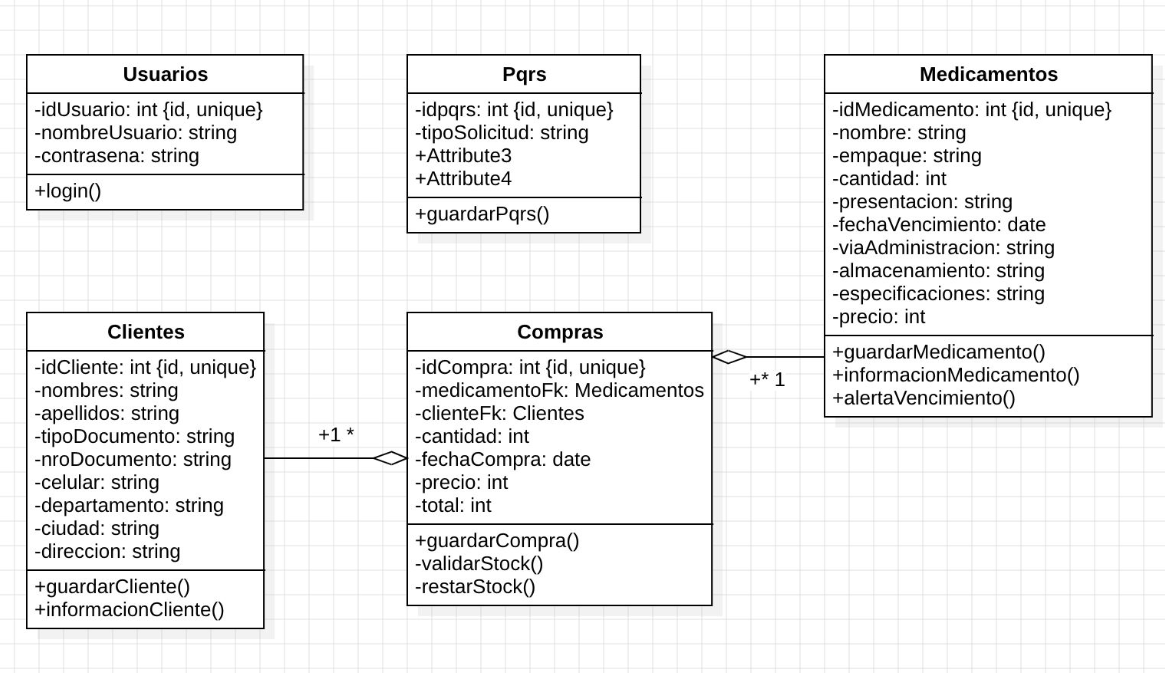 Usuarios
-idUsuario: int {id, unique}
-nombreUsuario: string
-contrasena: string
+login()
Pqrs
-idpqrs: int {id, unique}
-tipoSolicitud: string
+Attribute3
+Attribute4
+guardarPqrs()
Medicamentos
-idMedicamento: int {id, unique}
-nombre: string
-empaque: string
-cantidad: int
-presentacion: string
-fechaVencimiento: date
-viaAdministracion: string
-almacenamiento: string
-especificaciones: string
-precio: int
+guardarMedicamento()
+informacionMedicamento()
+alertaVencimiento()
Clientes
-idCliente: int {id, unique}
-nombres: string
-apellidos: string
-tipoDocumento: string
-nroDocumento: string
-celular: string
-departamento: string
-ciudad: string
-direccion: string
+guardarCliente()
+informacionCliente()
+1 *
Compras
-idCompra: int {id, unique}
-medicamentoFk: Medicamentos
-clienteFk: Clientes
-cantidad: int
-fechaCompra: date
-precio: int
-total: int
+guardarCompra()
-validarStock()
-restarStock()
+* 1